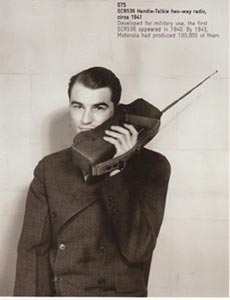 075
SCR536 Handie-Talkie two-way radio,
circa 1941
Developed for military use, the first
SCR536 appeared in 1940. By 1945,
Motorola had produced 100,000 of them